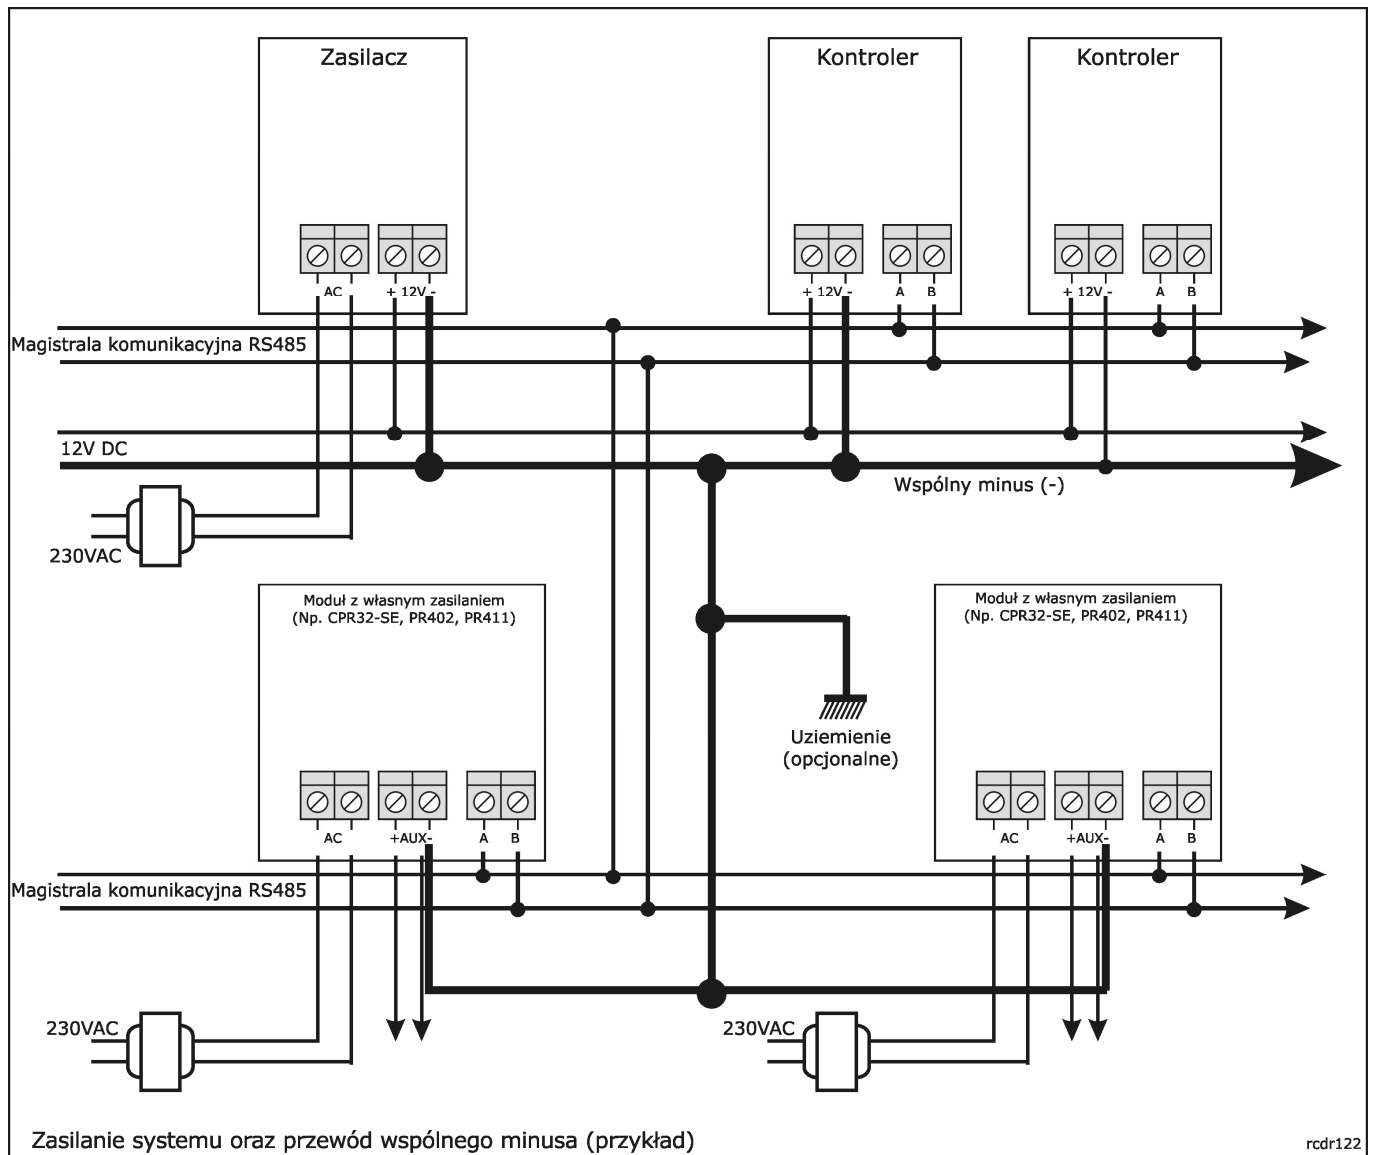 Zasilacz
Kontroler
Kontroler
AC
+ 12V -
+ 12V -
A
B
+ 12V -
A
B
Magistrala komunikacyjna RS485
12V DC
Wspólny minus (-)
230VAC
Moduł z własnym zasilaniem
(Np. CPR32-SE, PR402, PR411)
Moduł z własnym zasilaniem
(Np. CPR32-SE, PR402, PR411)
Uziemienie
(opcjonalne)
AC
+AUX-
A
B
AC
+AUX-
A
B
Magistrala komunikacyjna RS485
230VAC
230VAC
Zasilanie systemu oraz przewód wspólnego minusa (przykład)
rcdr122